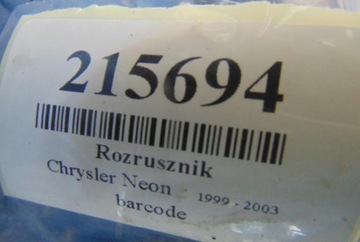 215694
Rozrusznik
Chrysler Neon 1999 - 2003
barcode